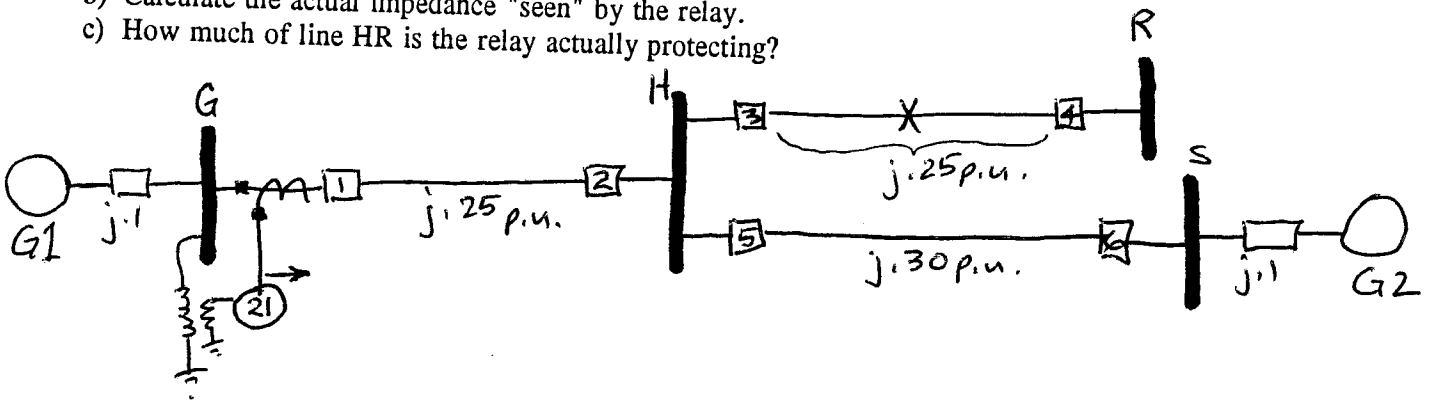 b) Calculate the actual impedance "seen" by the relay.
c) How much of line HR is the relay actually protecting?
R
G
H
3
4
j.25p.u.
S
1
2
j.1
G1
j.25 p.u.
5
6
j.30p.u.
j.1
G2
21